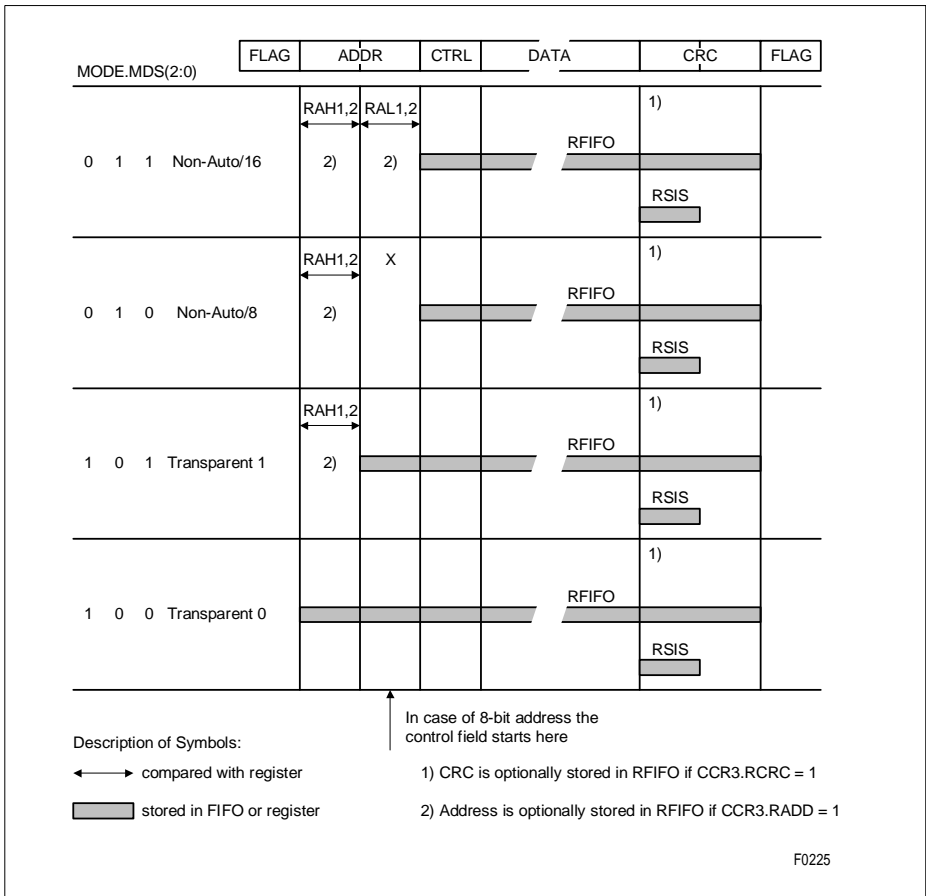 FLAG ADDR CTRL DATA CRC FLAG
MODE.MDS(2:0)
RAH1,2 RAL1,2 1)
RFIFO
0 1 1 Non-Auto/16 2) 2)
RSIS
RAH1,2 X 1)
RFIFO
0 1 0 Non-Auto/8 2)
RSIS
RAH1,2 1)
RFIFO
1 0 1 Transparent 1 2)
RSIS
1)
RFIFO
1 0 0 Transparent 0
RSIS
In case of 8-bit address the
control field starts here
Description of Symbols:
compared with register 1) CRC is optionally stored in RFIFO if CCR3.RCRC = 1
stored in FIFO or register 2) Address is optionally stored in RFIFO if CCR3.RADD = 1
F0225